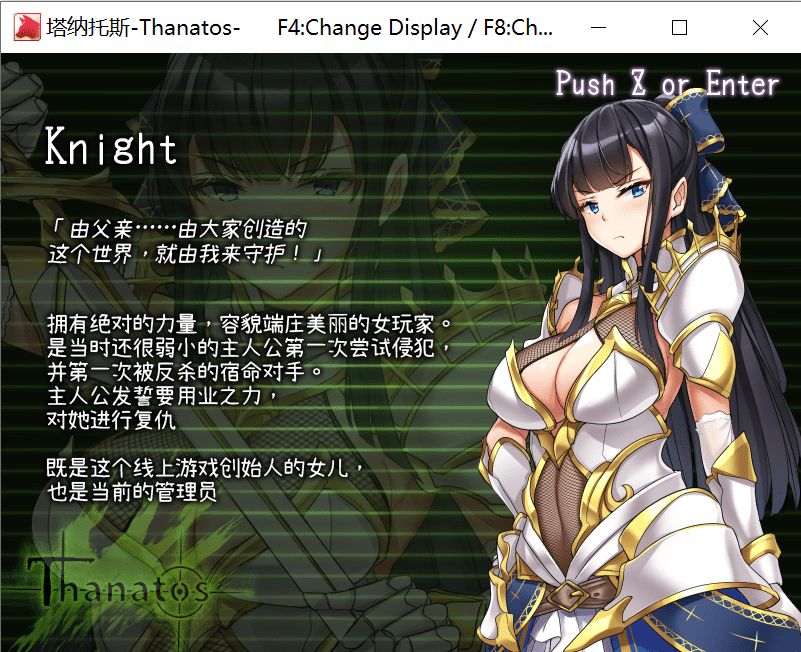 塔纳托斯-Thanatos- F4:Change Display / F8:Ch...
Push Z or Enter
Knight
「由父亲……由大家创造的
这个世界，就由我来守护！」
拥有绝对的力量，容貌端庄美丽的女玩家。
是当时还很弱小的主人公第一次尝试侵犯，
并第一次被反杀的宿命对手。
主人公发誓要用业之力，
对她进行复仇
既是这个线上游戏创始人的女儿，
也是当前的管理员
Thanatos